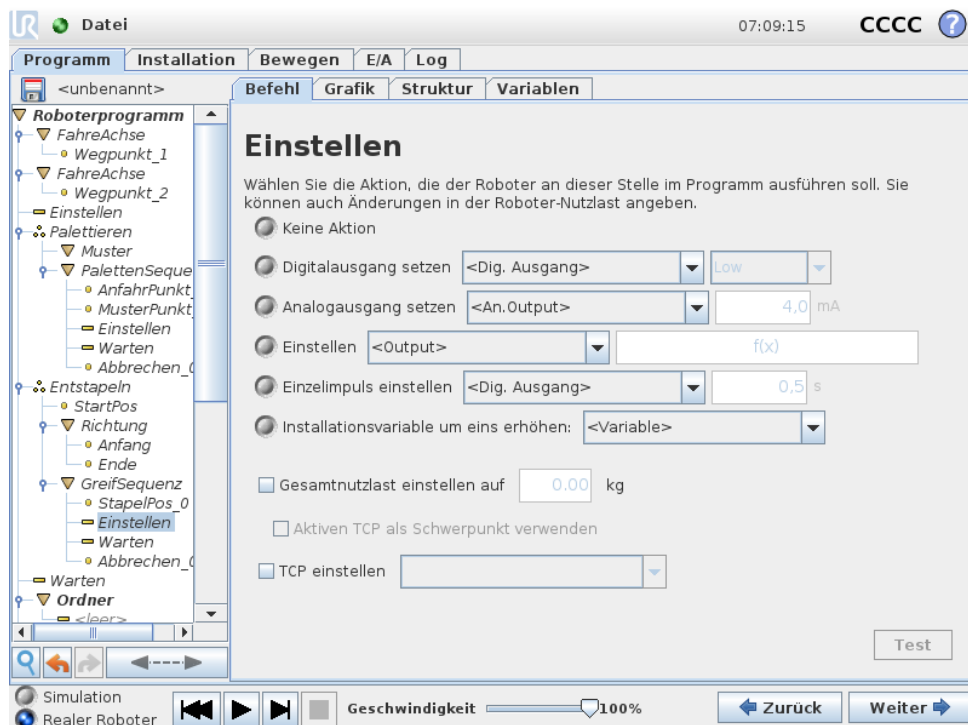 UR Datei 07:09:15 CCCC ?
Programm Installation Bewegen E/A Log
<unbenannt> Befehl Grafik Struktur Variablen
Roboterprogramm
FahreAchse
Wegpunkt_1
FahreAchse
Wegpunkt_2
Einstellen
Palettieren
Muster
PalettenSeque
AnfahrPunkt_
MusterPunkt_
Einstellen
Warten
Abbrechen_0
Entstapeln
StartPos
Richtung
Anfang
Ende
GreifSequenz
StapelPos_0
Einstellen
Warten
Abbrechen_0
Warten
Ordner
<leer>
Einstellen
Wählen Sie die Aktion, die der Roboter an dieser Stelle im Programm ausführen soll. Sie
können auch Änderungen in der Roboter-Nutzlast angeben.
Keine Aktion
Digitalausgang setzen <Dig. Ausgang> Low
Analogausgang setzen <An.Output> 4,0 mA
Einstellen <Output> f(x)
Einzelimpuls einstellen <Dig. Ausgang> 0,5 s
Installationsvariable um eins erhöhen: <Variable>
Gesamtnutzlast einstellen auf 0.00 kg
Aktiven TCP als Schwerpunkt verwenden
TCP einstellen
Test
Simulation
Realer Roboter
Geschwindigkeit 100%
Zurück Weiter